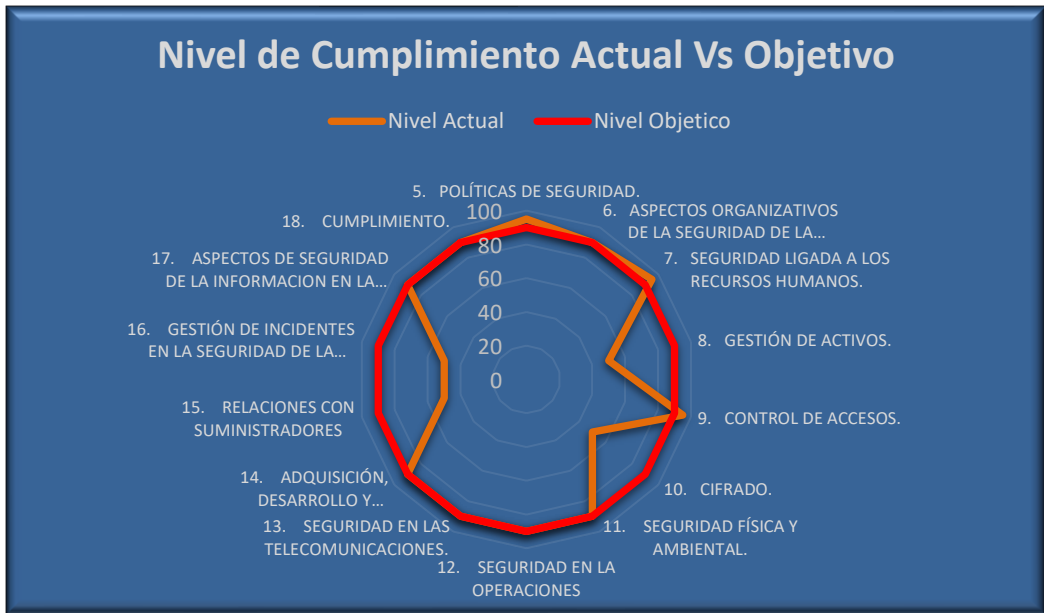 Nivel de Cumplimiento Actual Vs Objetivo
Nivel Actual
Nivel Objetico
5. POLÍTICAS DE SEGURIDAD.
6. ASPECTOS ORGANIZATIVOS
DE LA SEGURIDAD DE LA...
7. SEGURIDAD LIGADA A LOS
RECURSOS HUMANOS.
8. GESTIÓN DE ACTIVOS.
9. CONTROL DE ACCESOS.
10. CIFRADO.
11. SEGURIDAD FÍSICA Y
AMBIENTAL.
12. SEGURIDAD EN LA
OPERACIONES
13. SEGURIDAD EN LAS
TELECOMUNICACIONES.
14. ADQUISICIÓN,
DESARROLLO Y...
15. RELACIONES CON
SUMINISTRADORES
16. GESTIÓN DE INCIDENTES
EN LA SEGURIDAD DE LA...
17. ASPECTOS DE SEGURIDAD
DE LA INFORMACION EN LA...
18. CUMPLIMIENTO.
100
80
60
40
20
0